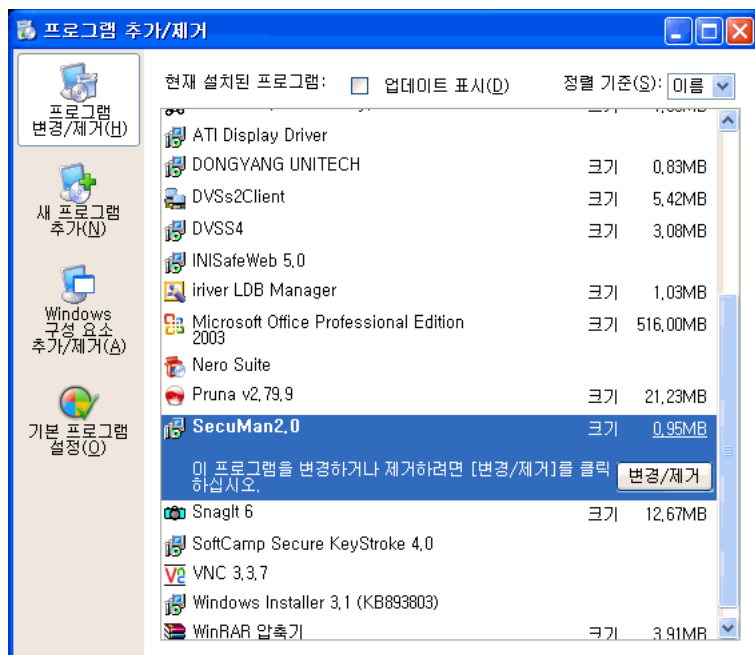 프로그램 추가/제거
프로그램
변경/제거(H)
새 프로그램
추가(N)
Windows
구성 요소
추가/제거(A)
기본 프로그램
설정(O)
현재 설치된 프로그램: 업데이트 표시(D) 정렬 기준(S): 이름
ATI Display Driver
DONGYANG UNITECH 크기 0,83MB
DVSs2Client 크기 5,42MB
DVSS4 크기 3,08MB
INISafeWeb 5,0
iriver LDB Manager 크기 1,03MB
Microsoft Office Professional Edition 크기 516,00MB
2003
Nero Suite
Pruna v2,79,9 크기 21,23MB
SecuMan2,0 크기 0,95MB
이 프로그램을 변경하거나 제거하려면 [변경/제거]를 클릭
하십시오, 변경/제거
SnagIt 6 크기 12,67MB
SoftCamp Secure KeyStroke 4,0
VNC 3,3,7
Windows Installer 3,1 (KB893803)
WinRAR 압축기 크기 3,91MB